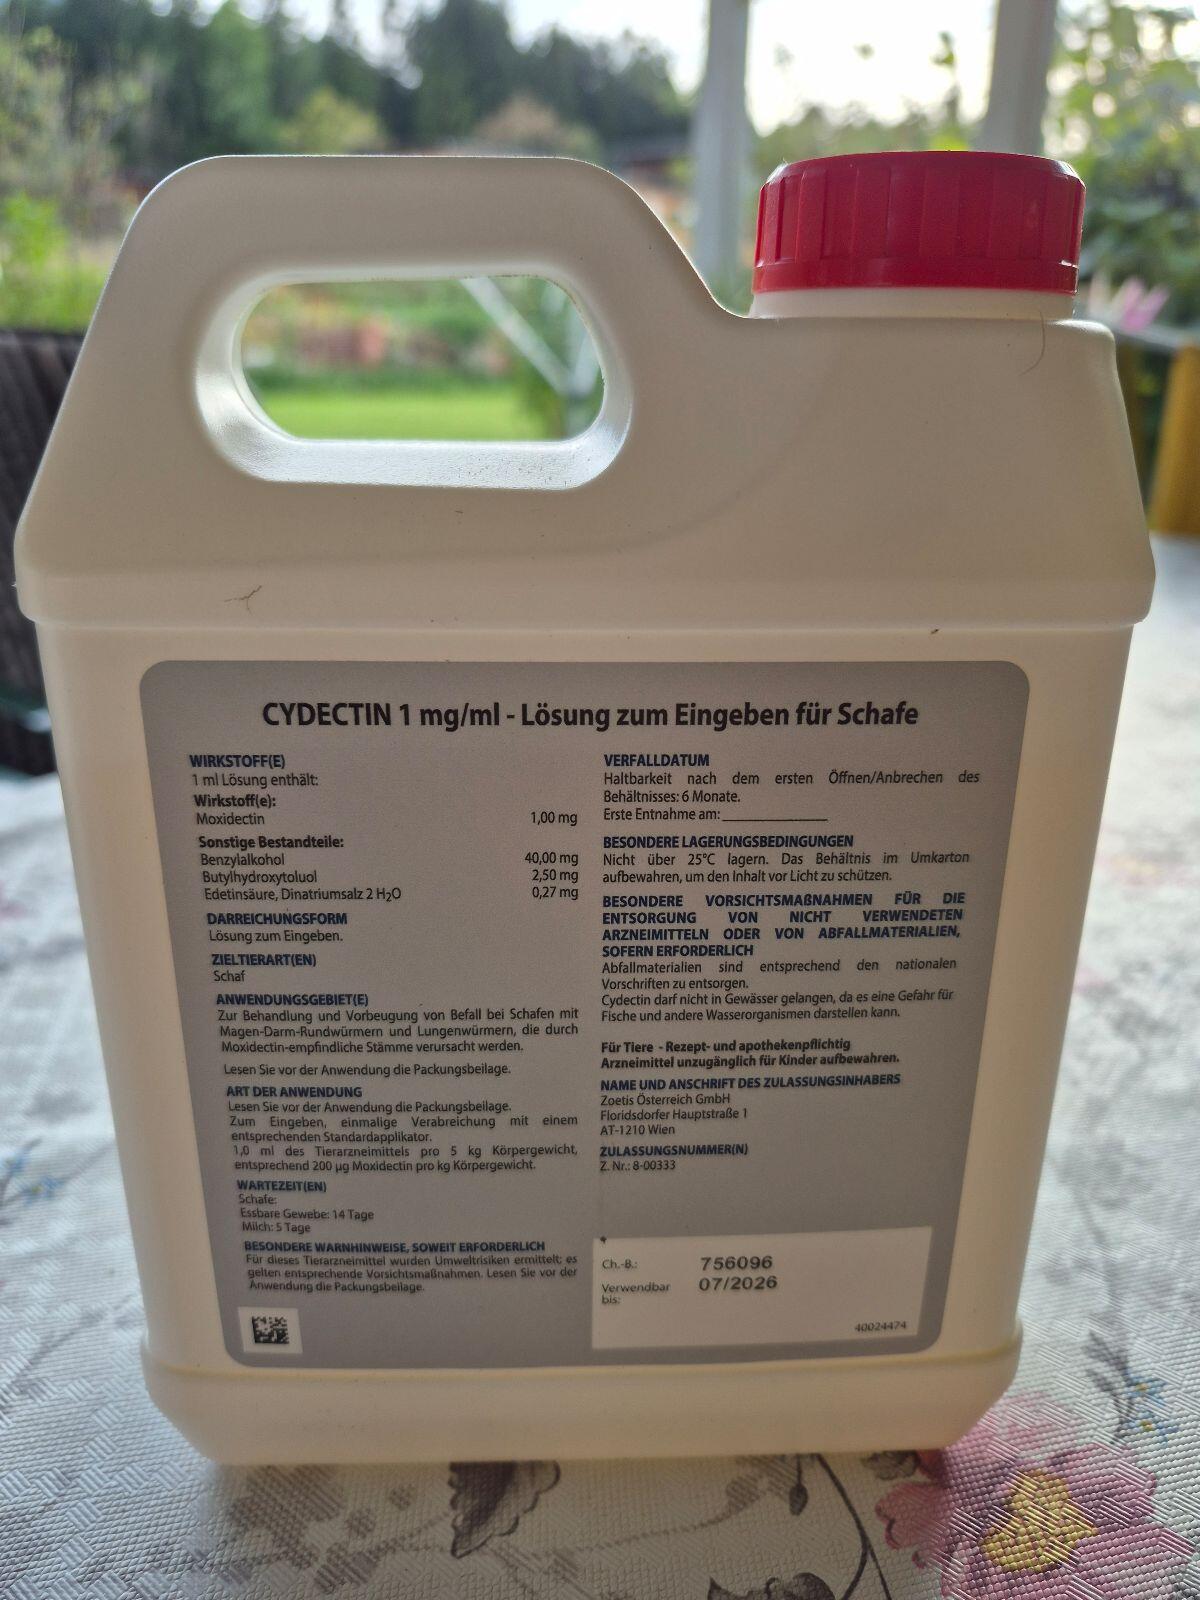 CYDECTIN 1 mg/ml - Lösung zum Eingeben für Schafe
WIRKSTOFF(E)
1 ml Lösung enthält:
Wirkstoff(e):
Moxidectin 1,00 mg
Sonstige Bestandteile:
Benzylalkohol 40,00 mg
Butylhydroxytoluol 2,50 mg
Edetinsäure, Dinatriumsalz 2 H₂O 0,27 mg
DARREICHUNGSFORM
Lösung zum Eingeben.
ZIELTIERART(EN)
Schaf
ANWENDUNGSGEBIET(E)
Zur Behandlung und Vorbeugung von Befall bei Schafen mit
Magen-Darm-Rundwürmern und Lungenwürmern, die durch
Moxidectin-empfindliche Stämme verursacht werden.
Lesen Sie vor der Anwendung die Packungsbeilage.
ART DER ANWENDUNG
Lesen Sie vor der Anwendung die Packungsbeilage.
Zum Eingeben, einmalige Verabreichung mit einem
entsprechenden Standardapplikator.
1,0 ml des Tierarzneimittels pro 5 kg Körpergewicht,
entsprechend 200 µg Moxidectin pro kg Körpergewicht.
WARTEZEIT(EN)
Schafe:
Essbare Gewebe: 14 Tage
Milch: 5 Tage
BESONDERE WARNHINWEISE, SOWEIT ERFORDERLICH
Für dieses Tierarzneimittel wurden Umweltrisiken ermittelt; es
gelten entsprechende Vorsichtsmaßnahmen. Lesen Sie vor der
Anwendung die Packungsbeilage.
VERFALLDATUM
Haltbarkeit nach dem ersten Öffnen/Anbrechen des
Behältnisses: 6 Monate.
Erste Entnahme am: _______________
BESONDERE LAGERUNGSBEDINGUNGEN
Nicht über 25°C lagern. Das Behältnis im Umkarton
aufbewahren, um den Inhalt vor Licht zu schützen.
BESONDERE VORSICHTSMAßNAHMEN FÜR DIE
ENTSORGUNG VON NICHT VERWENDETEN
ARZNEIMITTELN ODER VON ABFALLMATERIALIEN,
SOFERN ERFORDERLICH
Abfallmaterialien sind entsprechend den nationalen
Vorschriften zu entsorgen.
Cydectin darf nicht in Gewässer gelangen, da es eine Gefahr für
Fische und andere Wasserorganismen darstellen kann.
Für Tiere - Rezept- und apothekenpflichtig
Arzneimittel unzugänglich für Kinder aufbewahren.
NAME UND ANSCHRIFT DES ZULASSUNGSINHABERS
Zoetis Österreich GmbH
Floridsdorfer Hauptstraße 1
AT-1210 Wien
ZULASSUNGSNUMMER(N)
Z. Nr.: 8-00333
Ch.-B.: 756096
Verwendbar 07/2026
bis:
40024474